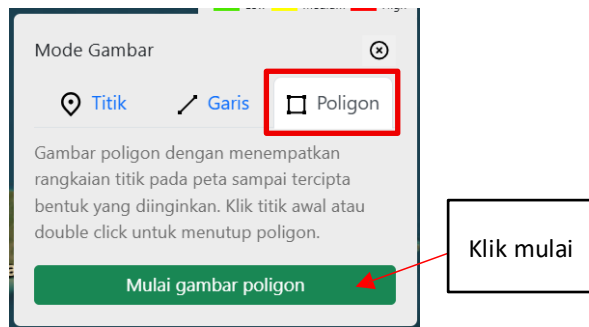 Mode Gambar
Titik Garis Poligon
Gambar poligon dengan menempatkan
rangkaian titik pada peta sampai tercipta
bentuk yang diinginkan. Klik titik awal atau
double click untuk menutup poligon.
Klik mulai
Mulai gambar poligon